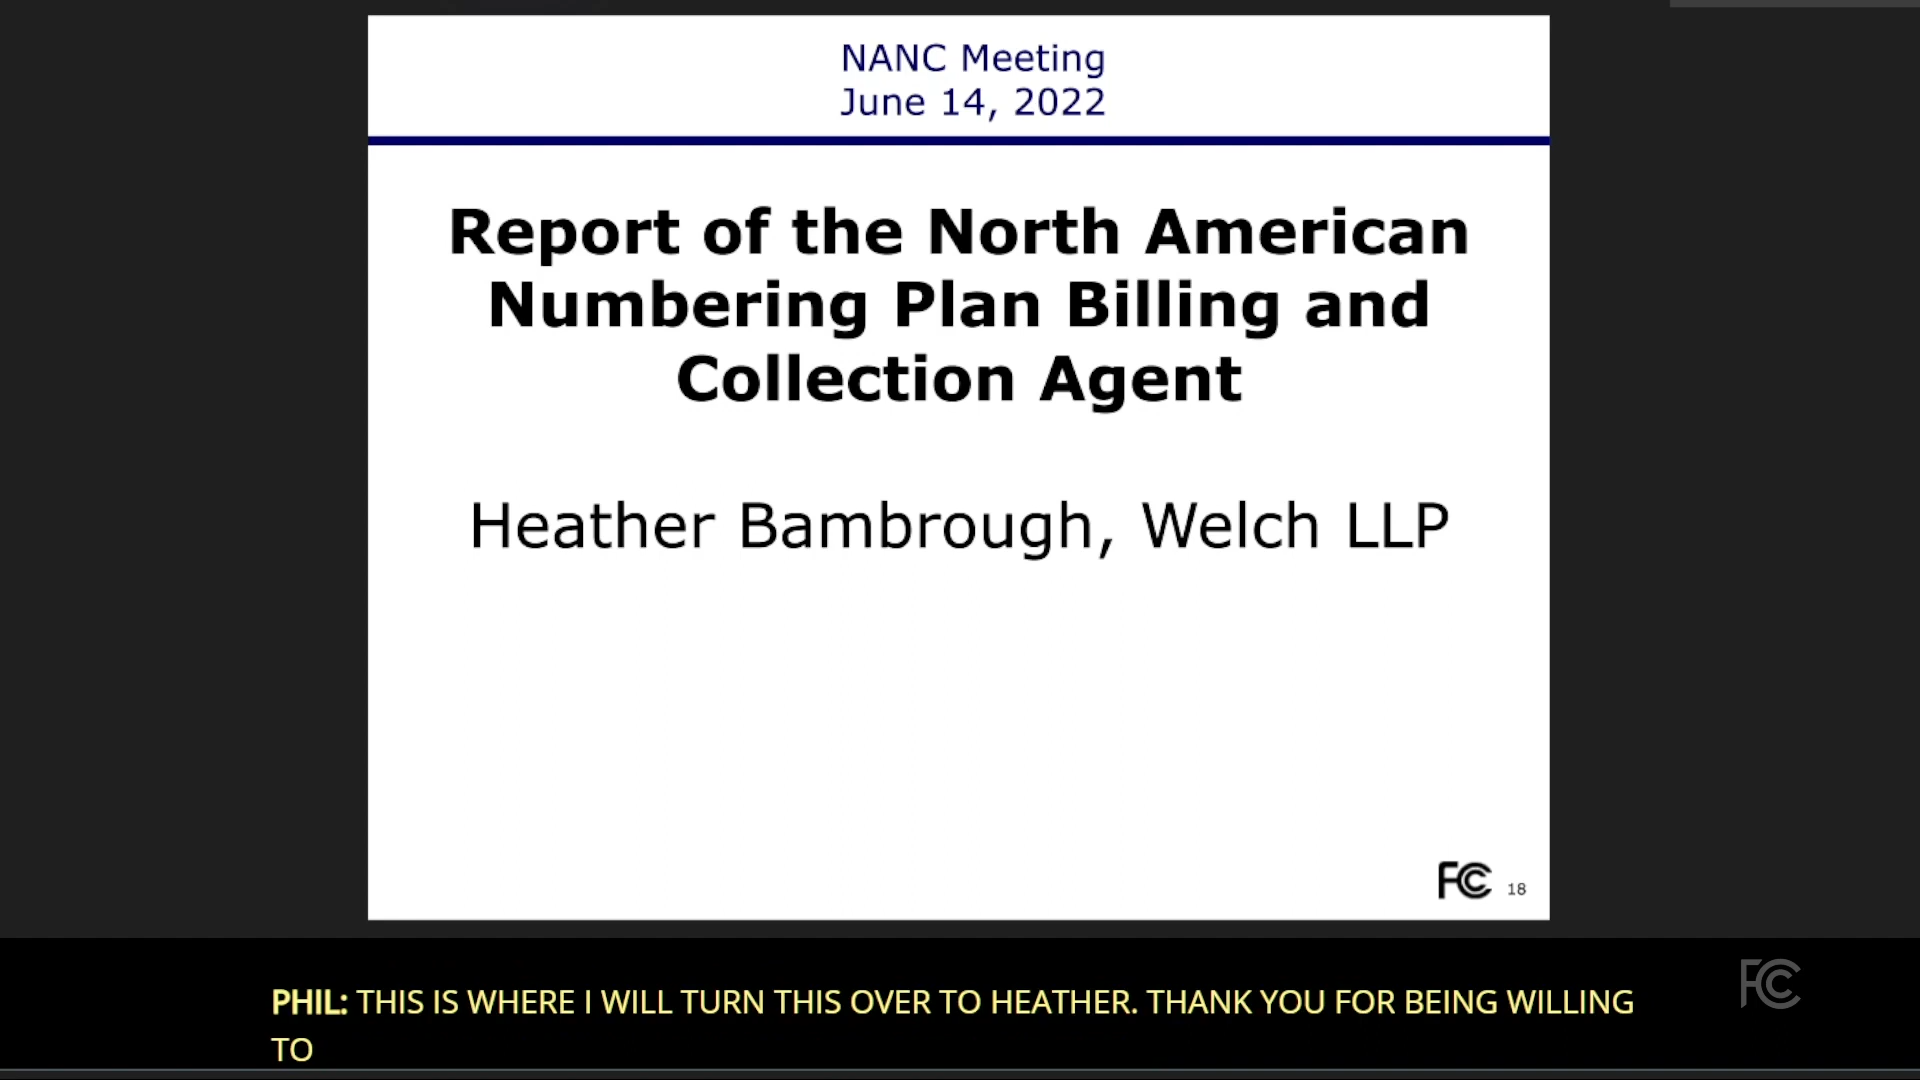 NANC Meeting
June 14, 2022
Report of the North American
Numbering Plan Billing and
Collection Agent
Heather Bambrough, Welch LLP
FCC 18
PHIL: THIS IS WHERE I WILL TURN THIS OVER TO HEATHER. THANK YOU FOR BEING WILLING
TO
FCC